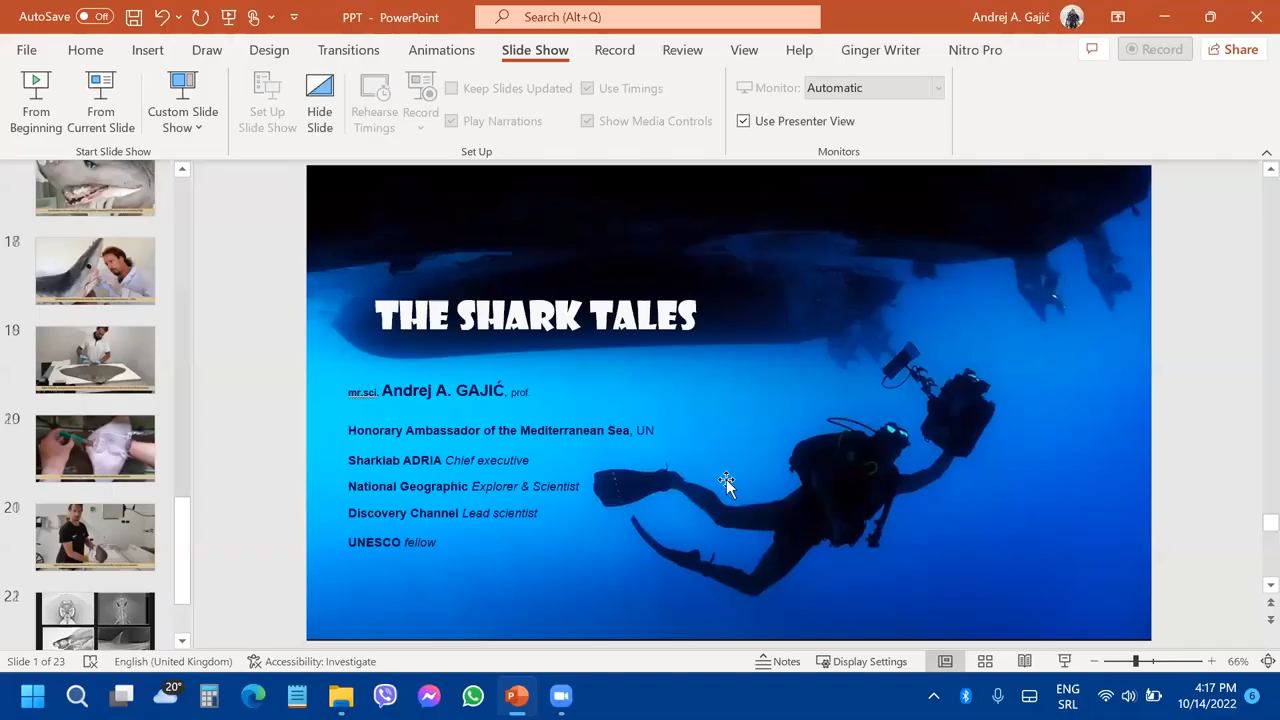 AutoSave Off
PPT - PowerPoint
Search (Alt+Q)
Andrej A. Gajić
File Home Insert Draw Design Transitions Animations Slide Show Record Review View Help Ginger Writer Nitro Pro
Record Share
From Beginning
From Current Slide
Custom Slide Show
Set Up Slide Show
Hide Slide
Rehearse Timings
Record
Keep Slides Updated
Play Narrations
Use Timings
Show Media Controls
Monitor: Automatic
Use Presenter View
Start Slide Show
Set Up
Monitors
THE SHARK TALES
mr.sci. Andrej A. GAJIĆ, prof.
Honorary Ambassador of the Mediterranean Sea, UN
Sharklab ADRIA Chief executive
National Geographic Explorer & Scientist
Discovery Channel Lead scientist
UNESCO fellow
Slide 1 of 23
English (United Kingdom)
Accessibility: Investigate
Notes
Display Settings
66%
20°
ENG
SRL
4:17 PM
10/14/2022
6